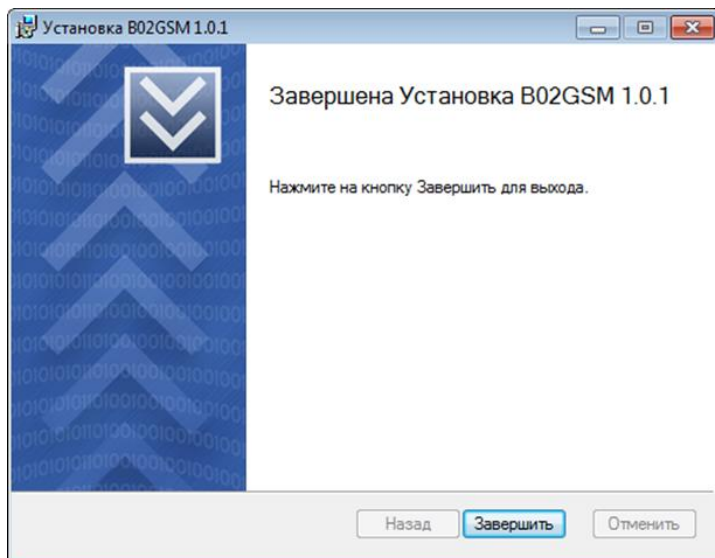 Установка B02GSM 1.0.1
Завершена Установка B02GSM 1.0.1
Нажмите на кнопку Завершить для выхода.
Назад
Завершить
Отменить